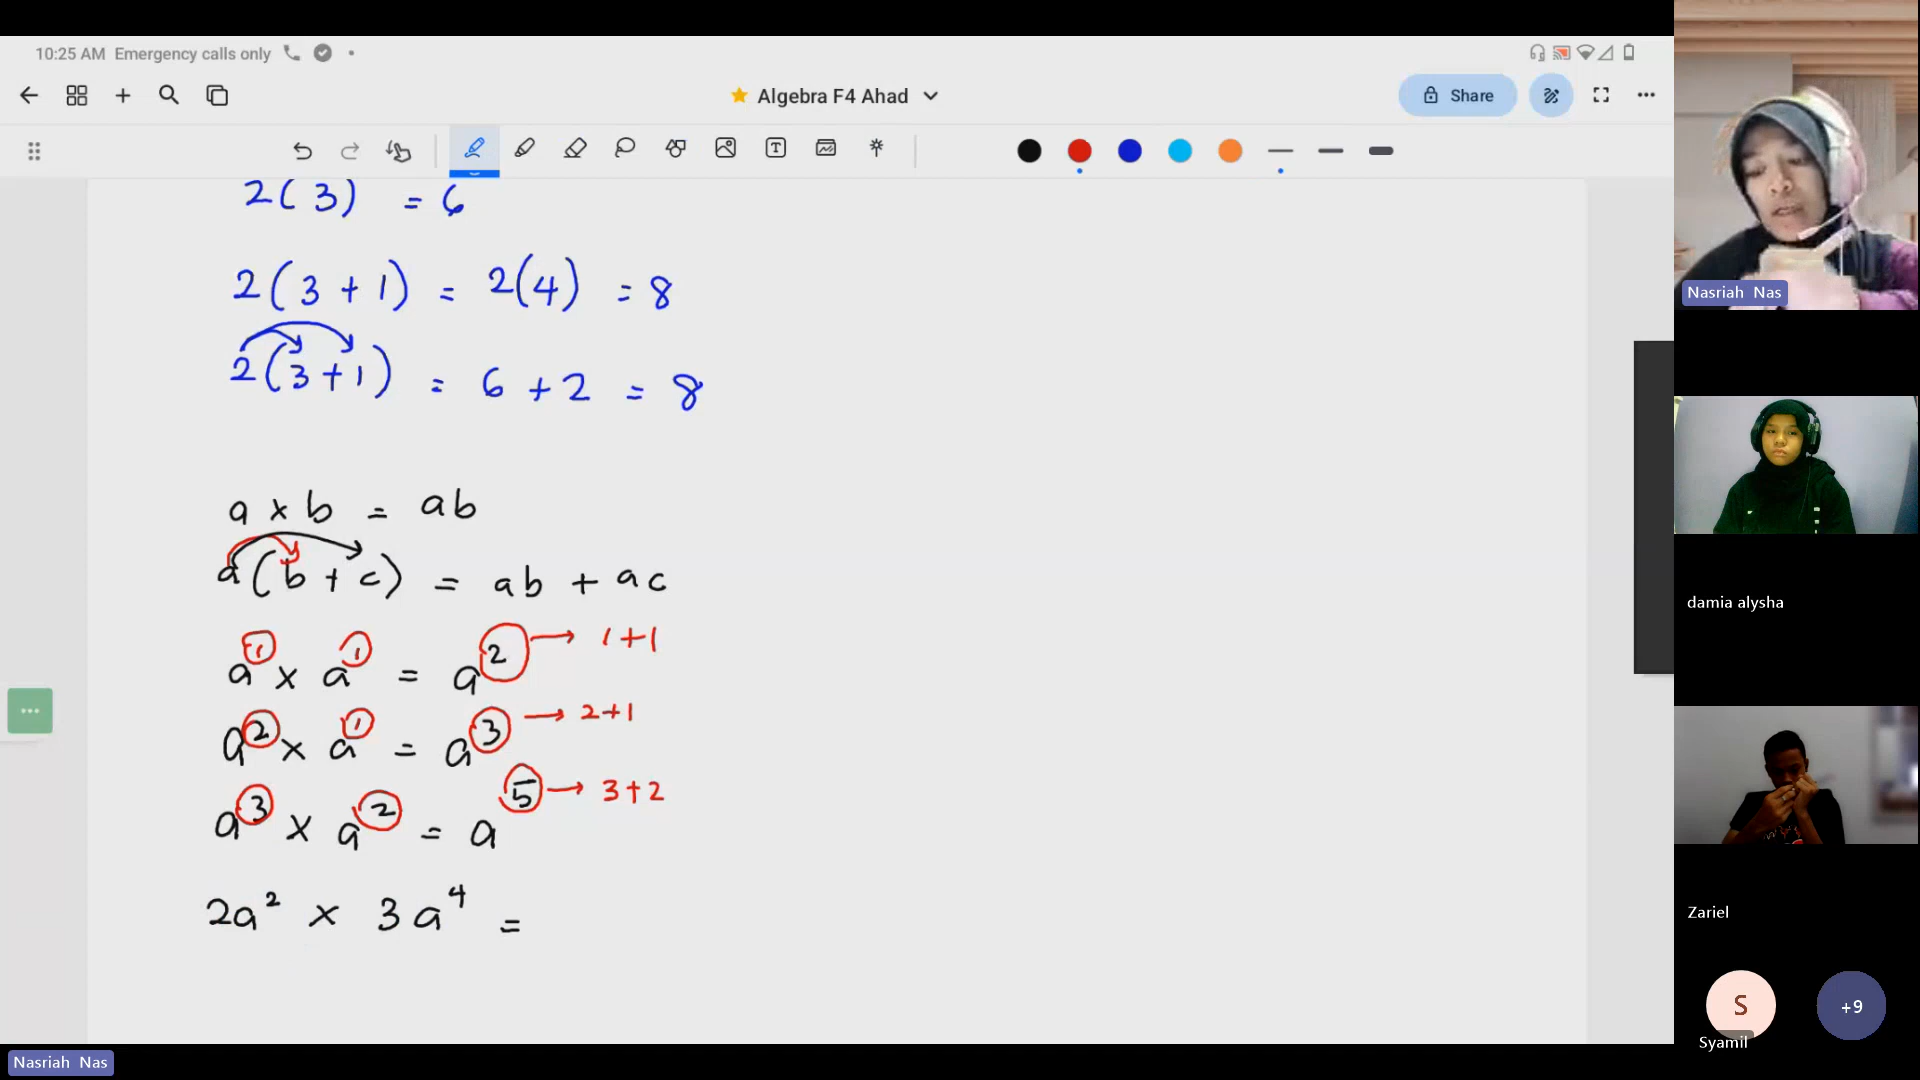 10:25 AM Emergency calls only
Algebra F4 Ahad
Share
2(3) = 6
2(3+1) = 2(4) = 8
2(3+1) = 6+2 = 8
a × b = ab
a(b+c) = ab + ac
a¹ × a¹ = a² → 1+1
a² × a¹ = a³ → 2+1
a³ × a² = a⁵ → 3+2
2a² × 3a⁴ =
Nasriah Nas
damia alysha
Zariel
S
+9
Syamil
Nasriah Nas